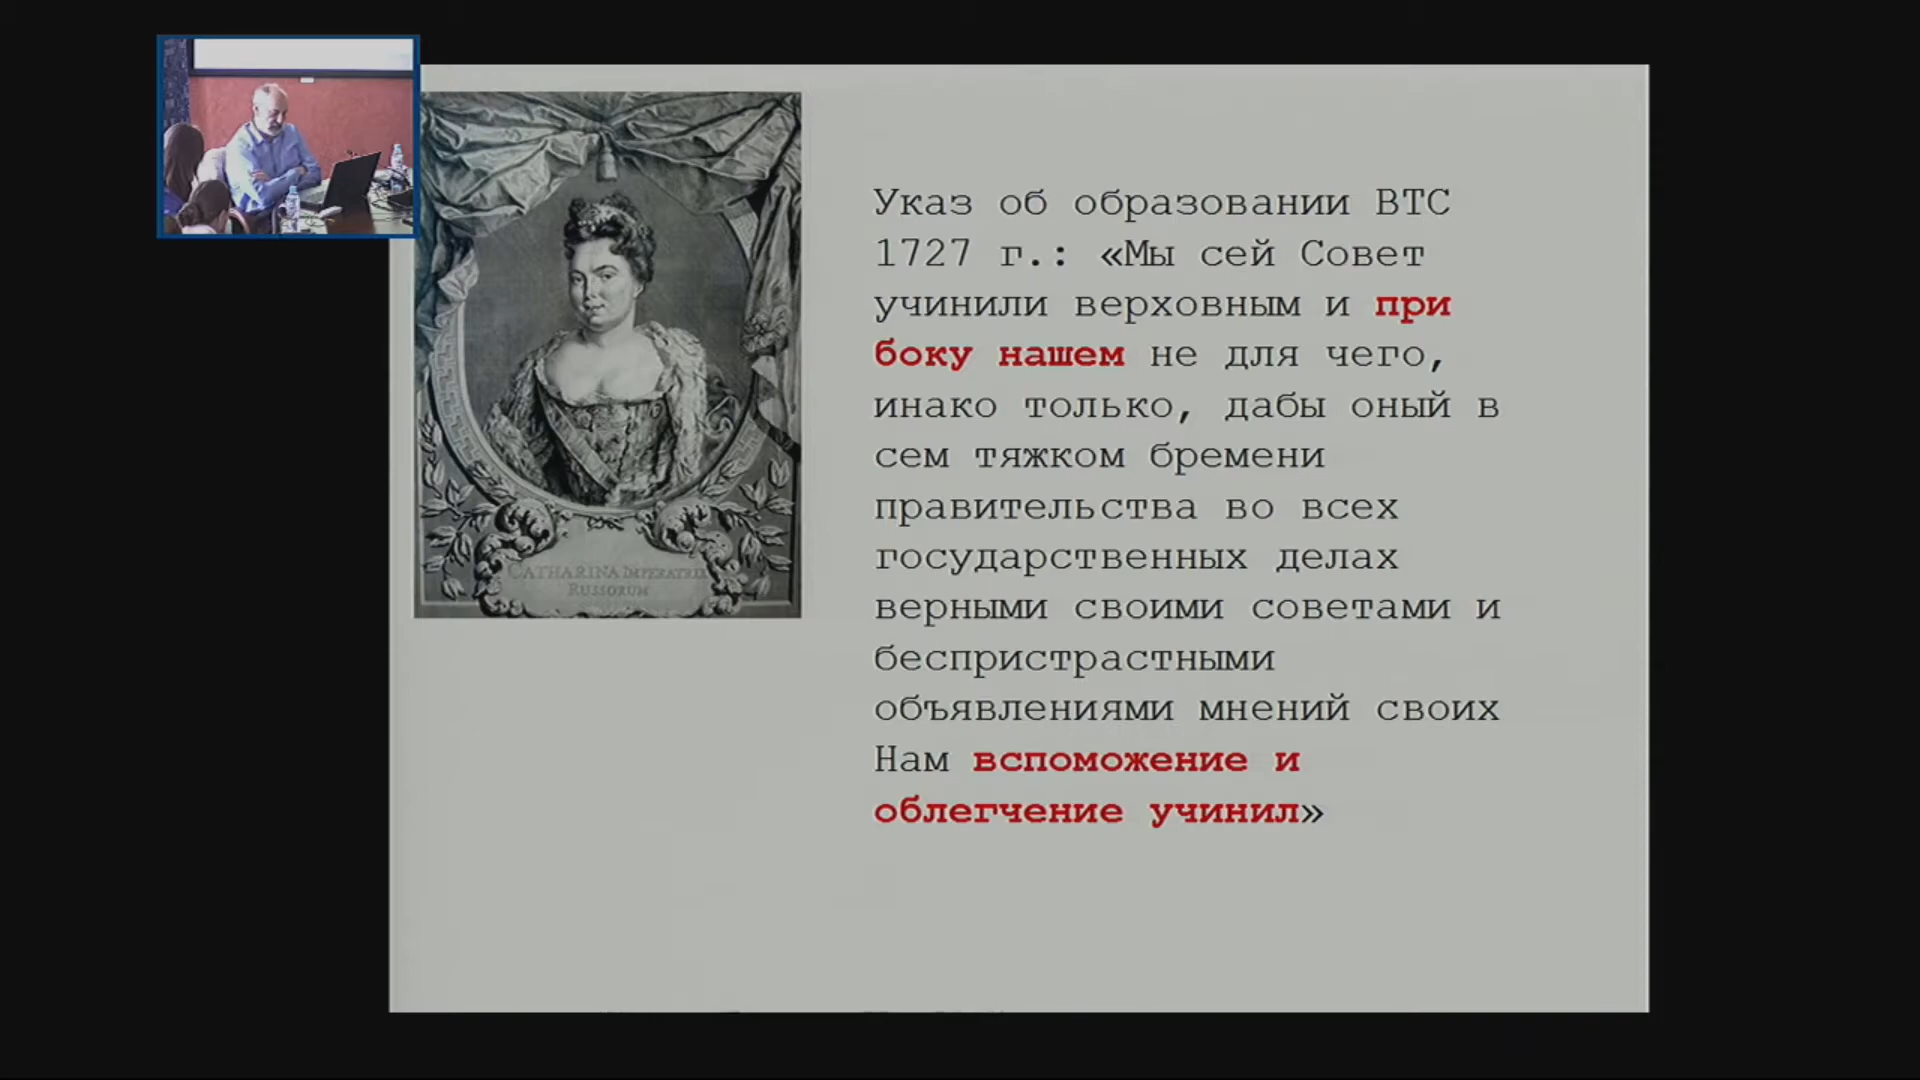 CATHARINA IMPERATRIX
RUSSORUM
Указ об образовании ВТС
1727 г.: «Мы сей Совет
учинили верховным и при
боку нашем не для чего,
инако только, дабы оный в
сем тяжком бремени
правительства во всех
государственных делах
верными своими советами и
беспристрастными
объявлениями мнений своих
Нам вспоможение и
облегчение учинил»